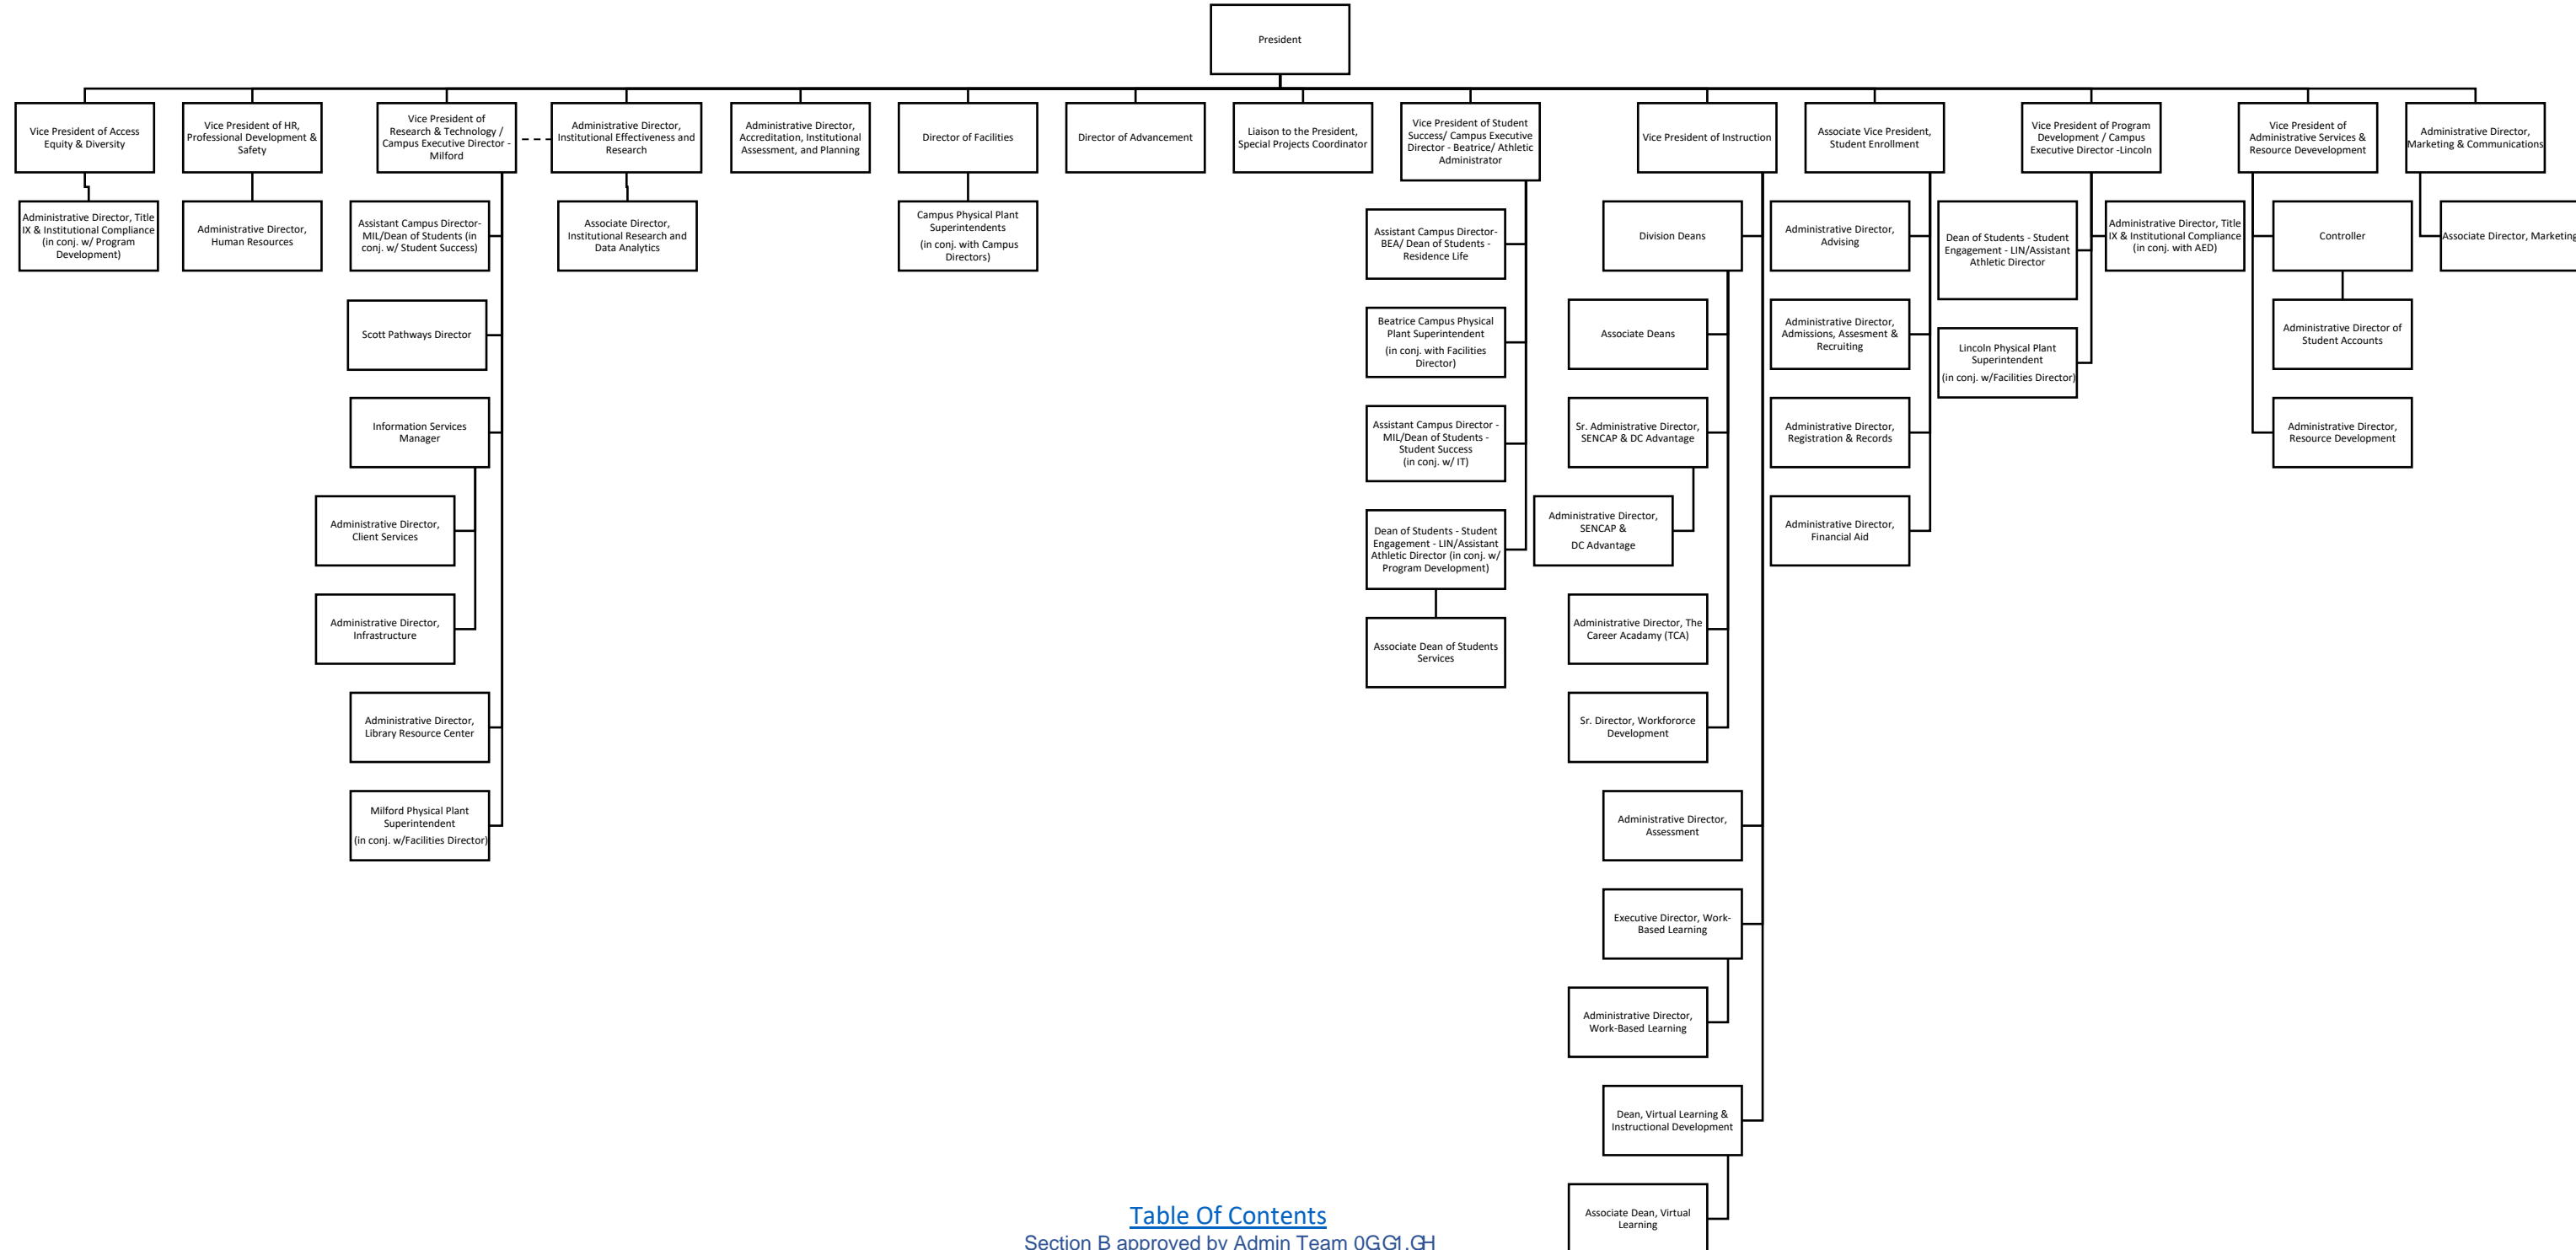 President
Vice President of Access
Equity & Diversity
Vice President of HR,
Professional Development &
Safety
Vice President of
Research & Technology /
Campus Executive Director -
Milford
Administrative Director,
Institutional Effectiveness and
Research
Administrative Director,
Accreditation, Institutional
Assessment, and Planning
Director of Facilities
Director of Advancement
Liaison to the President,
Special Projects Coordinator
Vice President of Student
Success/ Campus Executive
Director - Beatrice/ Athletic
Administrator
Vice President of Instruction
Associate Vice President,
Student Enrollment
Vice President of Program
Development / Campus
Executive Director -Lincoln
Vice President of
Administrative Services &
Resource Devevelopment
Administrative Director,
Marketing & Communications
Administrative Director, Title
IX & Institutional Compliance
(in conj. w/ Program
Development)
Administrative Director,
Human Resources
Assistant Campus Director-
MIL/Dean of Students (in
conj. w/ Student Success)
Scott Pathways Director
Information Services
Manager
Administrative Director,
Client Services
Administrative Director,
Infrastructure
Administrative Director,
Library Resource Center
Milford Physical Plant
Superintendent
(in conj. w/Facilities Director)
Associate Director,
Institutional Research and
Data Analytics
Campus Physical Plant
Superintendents
(in conj. with Campus
Directors)
Assistant Campus Director-
BEA/ Dean of Students -
Residence Life
Beatrice Campus Physical
Plant Superintendent
(in conj. with Facilities
Director)
Assistant Campus Director -
MIL/Dean of Students -
Student Success
(in conj. w/ IT)
Dean of Students - Student
Engagement - LIN/Assistant
Athletic Director (in conj. w/
Program Development)
Associate Dean of Students
Services
Division Deans
Associate Deans
Sr. Administrative Director,
SENCAP & DC Advantage
Administrative Director,
SENCAP &
DC Advantage
Administrative Director, The
Career Acadamy (TCA)
Sr. Director, Workfororce
Development
Administrative Director,
Assessment
Executive Director, Work-
Based Learning
Administrative Director,
Work-Based Learning
Dean, Virtual Learning &
Instructional Development
Associate Dean, Virtual
Learning
Administrative Director,
Advising
Administrative Director,
Admissions, Assesment &
Recruiting
Administrative Director,
Registration & Records
Administrative Director,
Financial Aid
Dean of Students - Student
Engagement - LIN/Assistant
Athletic Director
Lincoln Physical Plant
Superintendent
(in conj. w/Facilities Director)
Administrative Director, Title
IX & Institutional Compliance
(in conj. with AED)
Controller
Administrative Director of
Student Accounts
Administrative Director,
Resource Development
Associate Director, Marketing
Table Of Contents
Section B approved by Admin Team